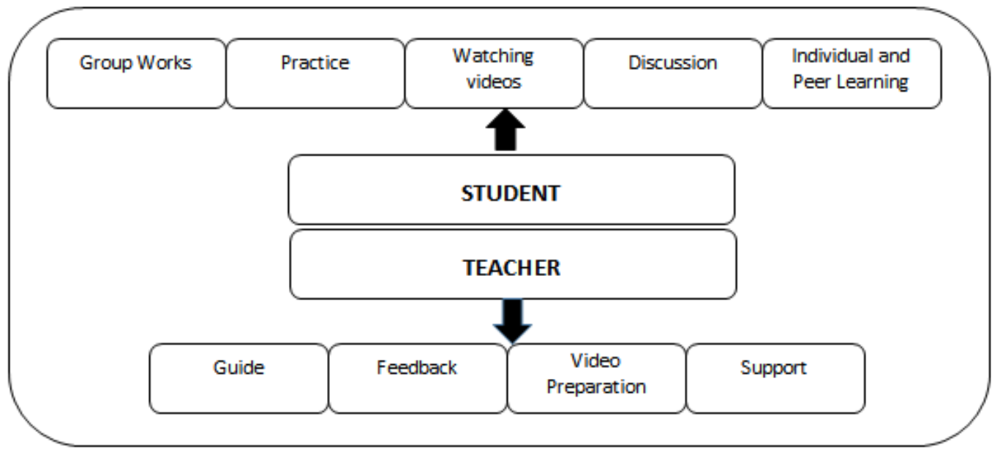 Group Works
Practice
Watching
videos
Discussion
Individual and
Peer Learning
STUDENT
TEACHER
Guide
Feedback
Video
Preparation
Support